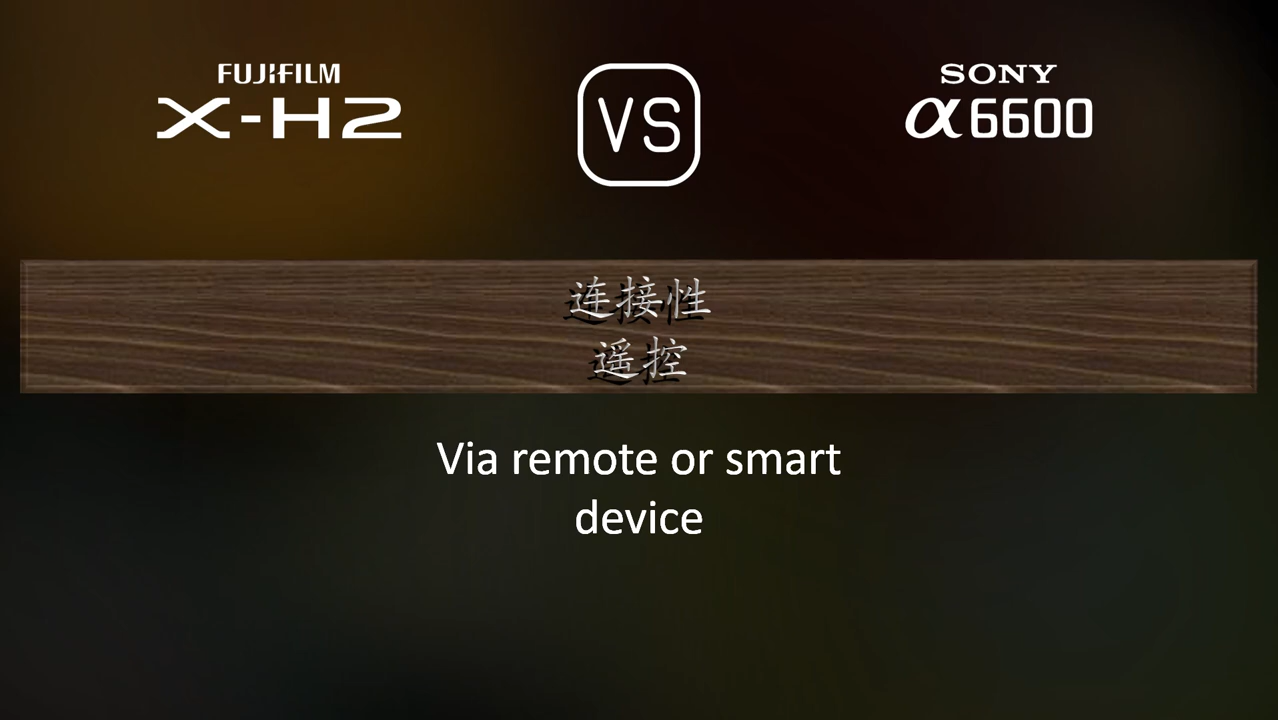 FUJIFILM
X-H2
VS
SONY
α6600
连接性
遥控
Via remote or smart
device